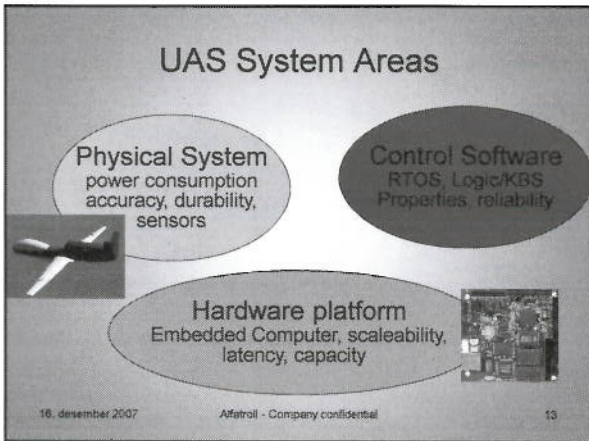 UAS System Areas
Physical System
power consumption
accuracy, durability,
sensors
Control Software
RTOS, Logic/KBS
Properties, reliability
Hardware platform
Embedded Computer, scaleability,
latency, capacity
16. desember 2007
Alfatroll - Company confidential
13